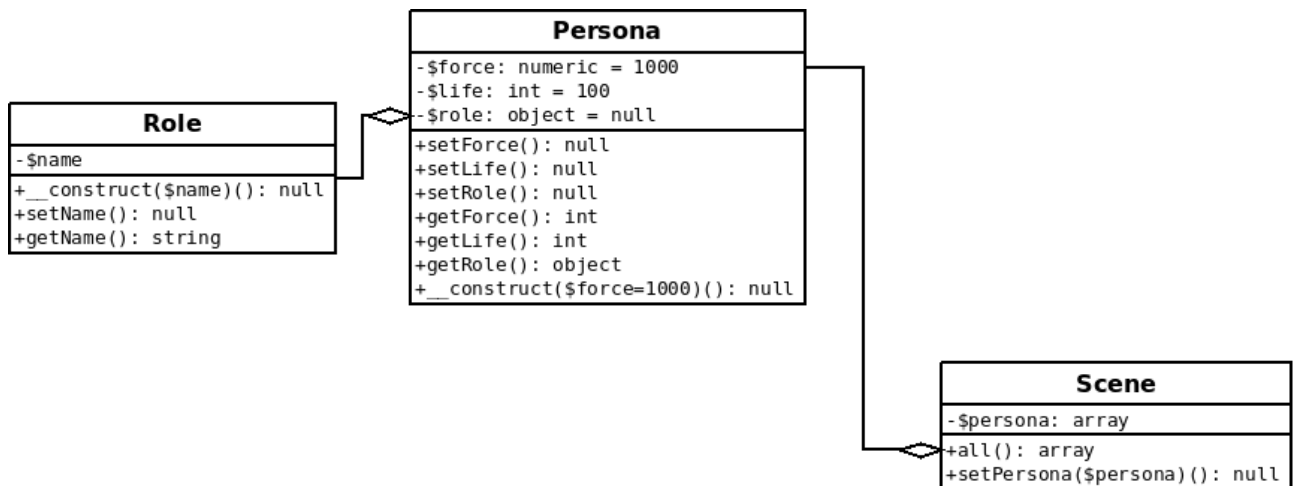 Persona
-$force: numeric = 1000
-$life: int = 100
-$role: object = null
+setForce(): null
+setLife(): null
+setRole(): null
+getForce(): int
+getLife(): int
+getRole(): object
+__construct($force=1000)(): null
Role
-$name
+__construct($name)(): null
+setName(): null
+getName(): string
Scene
-$persona: array
+all(): array
+setPersona($persona)(): null